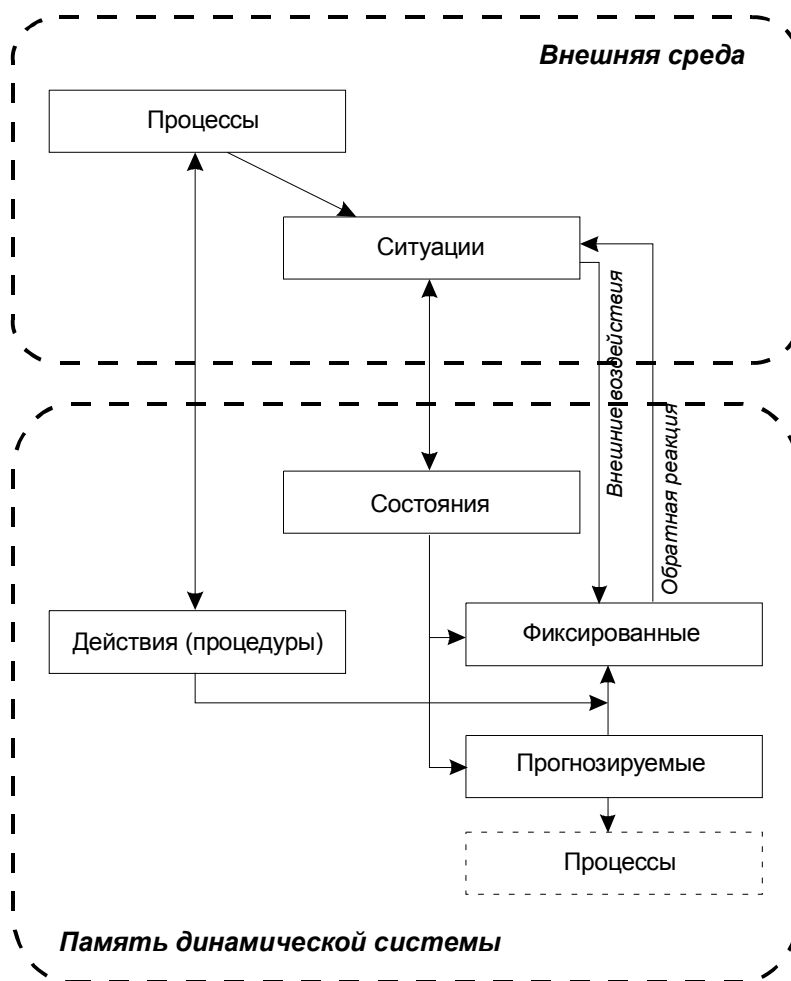 Внешняя среда
Процессы
Ситуации
Внешние воздействия
Обратная реакция
Состояния
Действия (процедуры)
Фиксированные
Прогнозируемые
Процессы
Память динамической системы